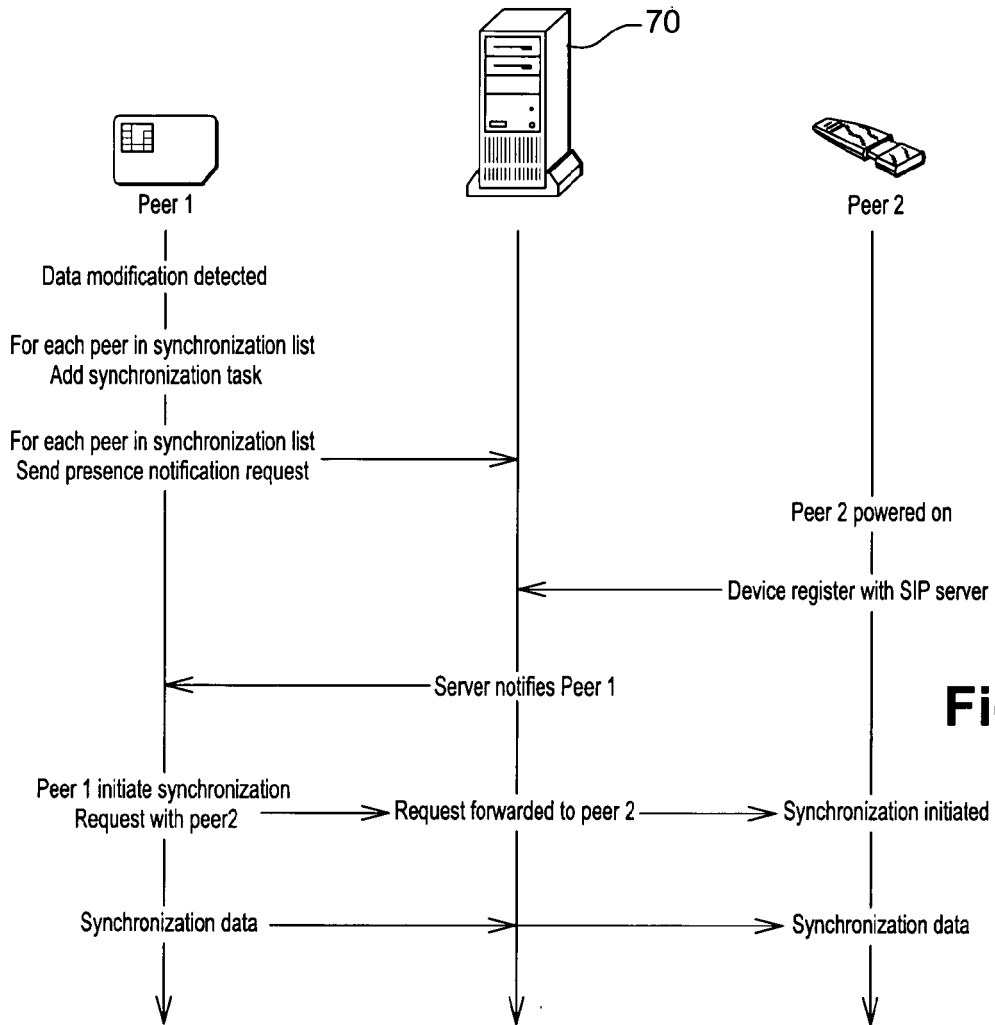 70
Peer 1
Peer 2
Data modification detected
For each peer in synchronization list
Add synchronization task
For each peer in synchronization list
Send presence notification request
Peer 2 powered on
Device register with SIP server
Server notifies Peer 1
Fi
Peer 1 initiate synchronization
Request with peer2
Request forwarded to peer 2
Synchronization initiated
Synchronization data
Synchronization data